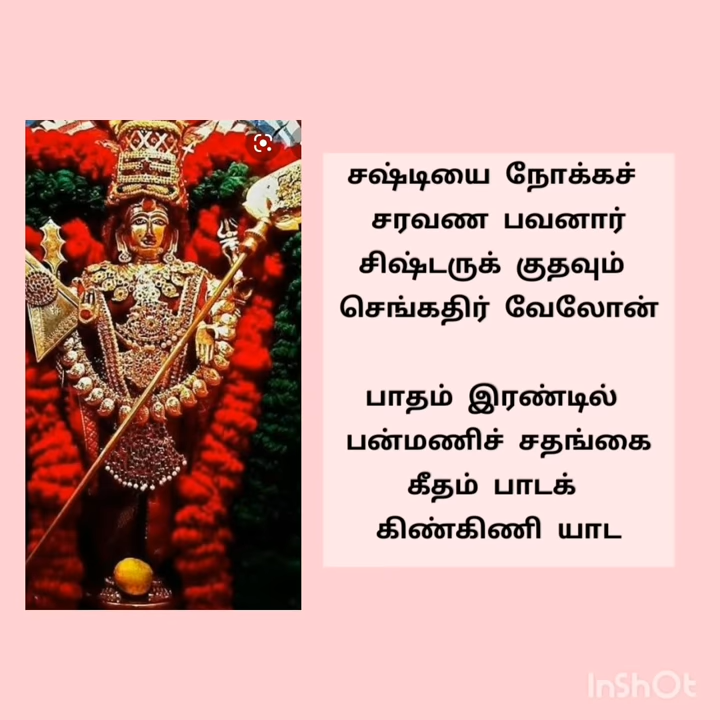 சஷ்டியை நோக்கச்
சரவண பவனார்
சிஷ்டருக் குதவும்
செங்கதிர் வேலோன்
பாதம் இரண்டில்
பன்மணிச் சதங்கை
கீதம் பாடக்
கிண்கிணி யாட
InShOt